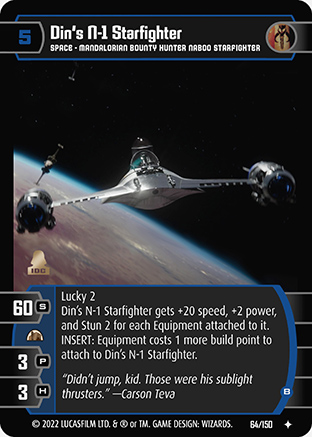 5
Din's N-1 Starfighter
SPACE - MANDALORIAN BOUNTY HUNTER NABOO STARFIGHTER
IDC
60 S
Lucky 2
Din's N-1 Starfighter gets +20 speed, +2 power,
and Stun 2 for each Equipment attached to it.
INSERT: Equipment costs 1 more build point to
attach to Din's N-1 Starfighter.
3 P
"Didn't jump, kid. Those were his sublight
thrusters." —Carson Teva
3 H
B
© 2022 LUCASFILM LTD. & ® or TM. GAME DESIGN: WIZARDS. 64/150